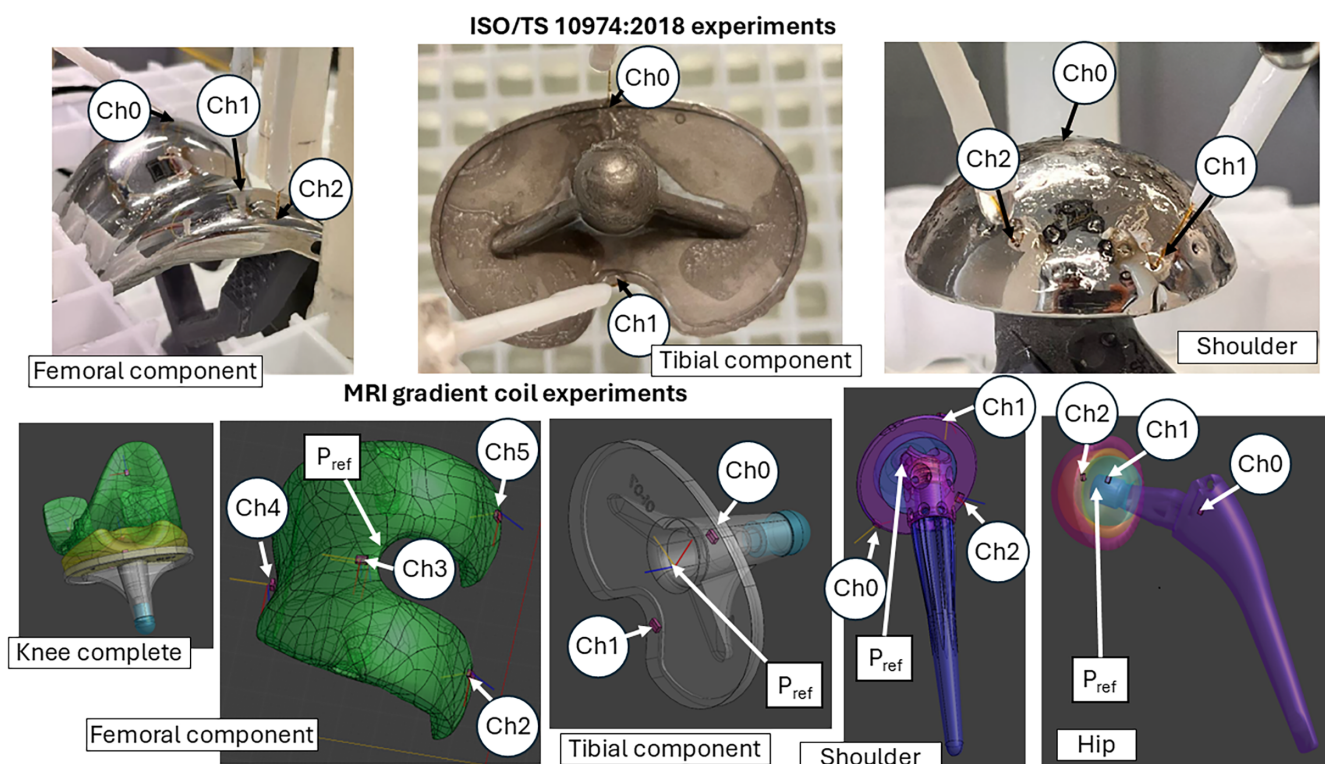 ISO/TS 10974:2018 experiments
Ch0
Ch1
Ch2
Femoral component
Ch0
Ch1
Tibial component
Ch0
Ch2
Ch1
Shoulder
MRI gradient coil experiments
Knee complete
Pref
Ch5
Ch4
Ch3
Ch2
Femoral component
Ch0
Ch1
Pref
Tibial component
Ch1
Ch2
Ch0
Pref
Shoulder
Ch2
Ch1
Ch0
Pref
Hip